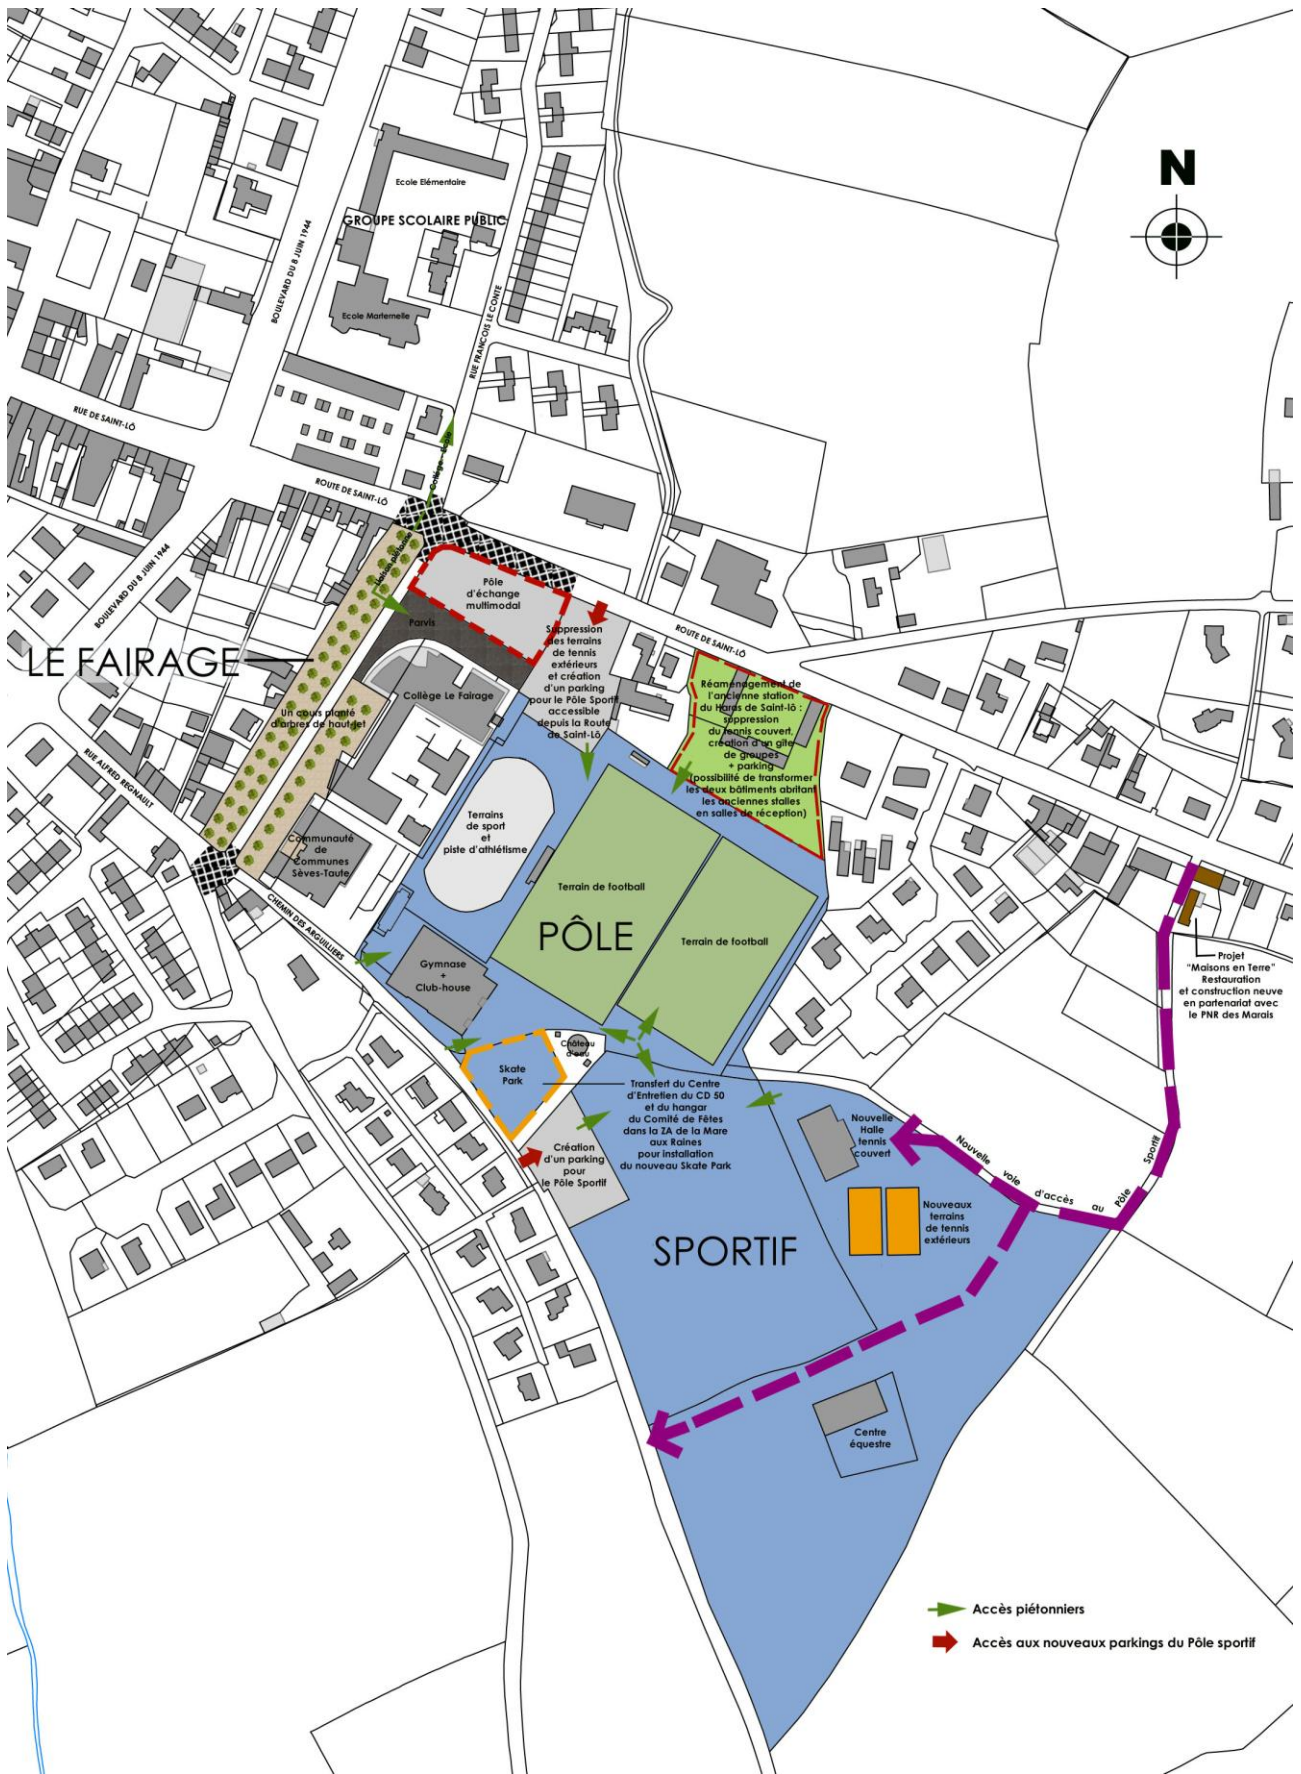 N
Ecole Elémentaire
GROUPE SCOLAIRE PUBLIC
BOULEVARD DU 8 JUIN 1944
Ecole Marternelle
RUE FRANCOIS LE CONTE
RUE DE SAINT-LÔ
ROUTE DE SAINT-LÔ
Collège - Ecole
Liaison piétonne
BOULEVARD DU 8 JUIN 1944
Pôle
d'échange
multimodal
Parvis
Suppression
des terrains
de tennis
extérieurs
et création
d'un parking
pour le Pôle Sportif
accessible
depuis la Route
de Saint-Lô
ROUTE DE SAINT-LÔ
LE FAIRAGE
Collège Le Fairage
Réaménagement de
l'ancienne station
du Haras de Saint-lô :
suppression
du tennis couvert,
création d'un gîte
de groupes
+ parking
(possibilité de transformer
les deux bâtiments abritant
les anciennes stalles
en salles de réception)
Un cours planté
d'arbres de haut jet
RUE ALFRED REGNAULT
Terrains
de sport
et
piste d'athlétisme
Communauté
de
Communes
Sèves-Taute
CHEMIN DES ARGUILLIERS
Terrain de football
PÔLE
Terrain de football
Gymnase
+
Club-house
Projet
"Maisons en Terre"
Restauration
et construction neuve
en partenariat avec
le PNR des Marais
Château
d'eau
Skate
Park
Transfert du Centre
d'Entretien du CD 50
et du hangar
du Comité de Fêtes
dans la ZA de la Mare
aux Raines
pour installation
du nouveau Skate Park
Nouvelle
Halle
tennis
couvert
Nouvelle voie d'accès au Pôle Sportif
Création
d'un parking
pour
le Pôle Sportif
Nouveaux
terrains
de tennis
extérieurs
SPORTIF
Centre
équestre
Accès piétonniers
Accès aux nouveaux parkings du Pôle sportif